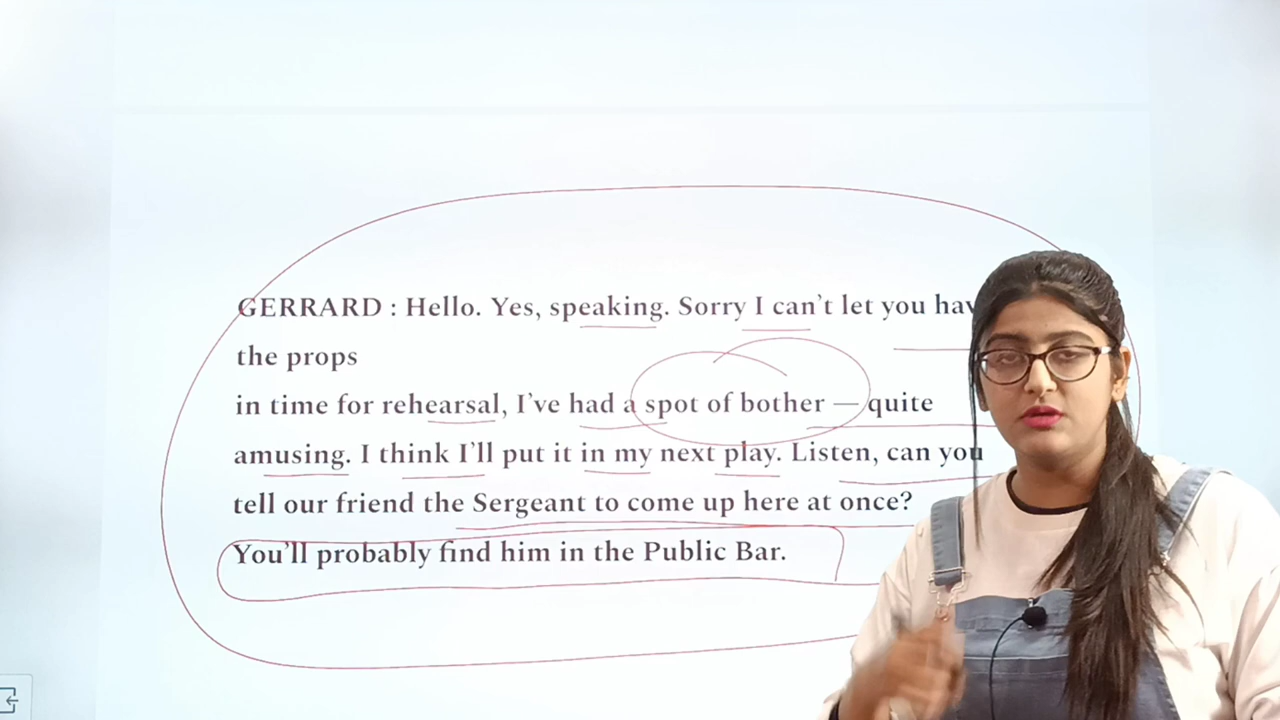 GERRARD : Hello. Yes, speaking. Sorry I can't let you
the props
in time for rehearsal, I've had a spot of bother — quite
amusing. I think I'll put it in my next play. Listen, can you
tell our friend the Sergeant to come up here at once?
You'll probably find him in the Public Bar.